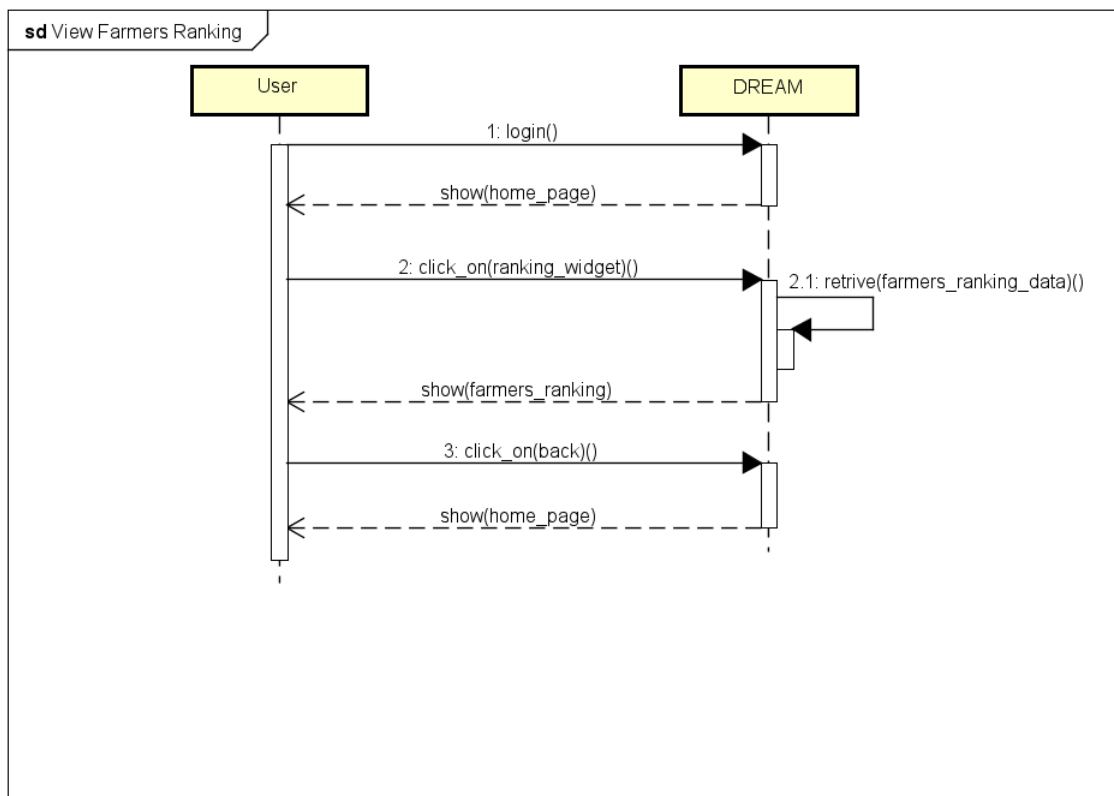 sd View Farmers Ranking
User
DREAM
1: login()
show(home_page)
2: click_on(ranking_widget)()
2.1: retrive(farmers_ranking_data)()
show(farmers_ranking)
3: click_on(back)()
show(home_page)